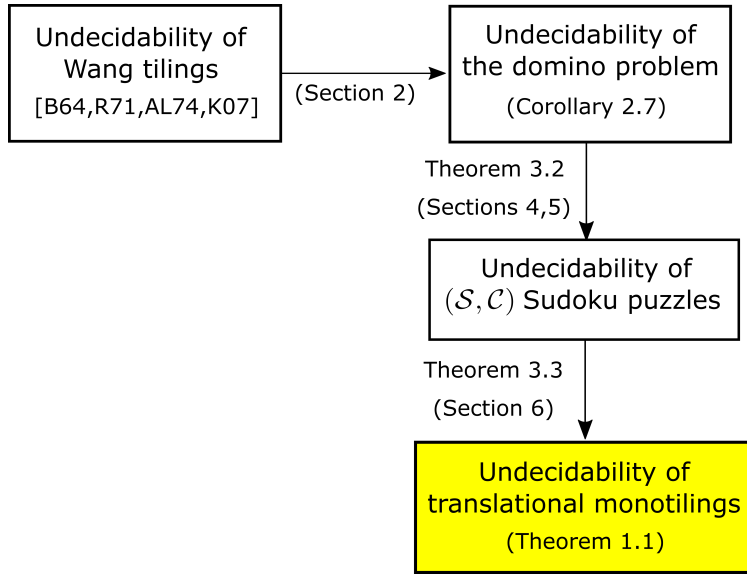 Undecidability of
Wang tilings
[B64,R71,AL74,K07]
(Section 2)
Undecidability of
the domino problem
(Corollary 2.7)
Theorem 3.2
(Sections 4,5)
Undecidability of
(𝒮, 𝒞) Sudoku puzzles
Theorem 3.3
(Section 6)
Undecidability of
translational monotilings
(Theorem 1.1)